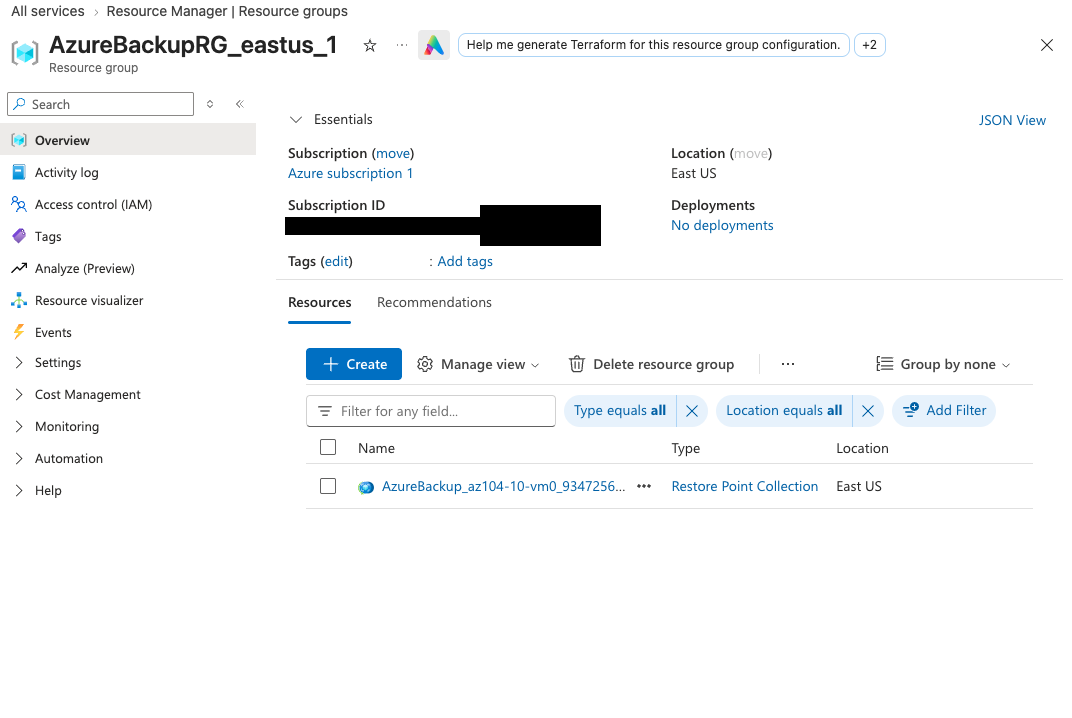 All services > Resource Manager | Resource groups
AzureBackupRG_eastus_1
Resource group
Help me generate Terraform for this resource group configuration.
+2
Search
Overview
Activity log
Access control (IAM)
Tags
Analyze (Preview)
Resource visualizer
Events
Settings
Cost Management
Monitoring
Automation
Help
Essentials
JSON View
Subscription (move)
Azure subscription 1
Subscription ID
Location (move)
East US
Deployments
No deployments
Tags (edit) : Add tags
Resources Recommendations
Create Manage view Delete resource group ... Group by none
Filter for any field... Type equals all Location equals all Add Filter
Name Type Location
AzureBackup_az104-10-vm0_9347256... Restore Point Collection East US